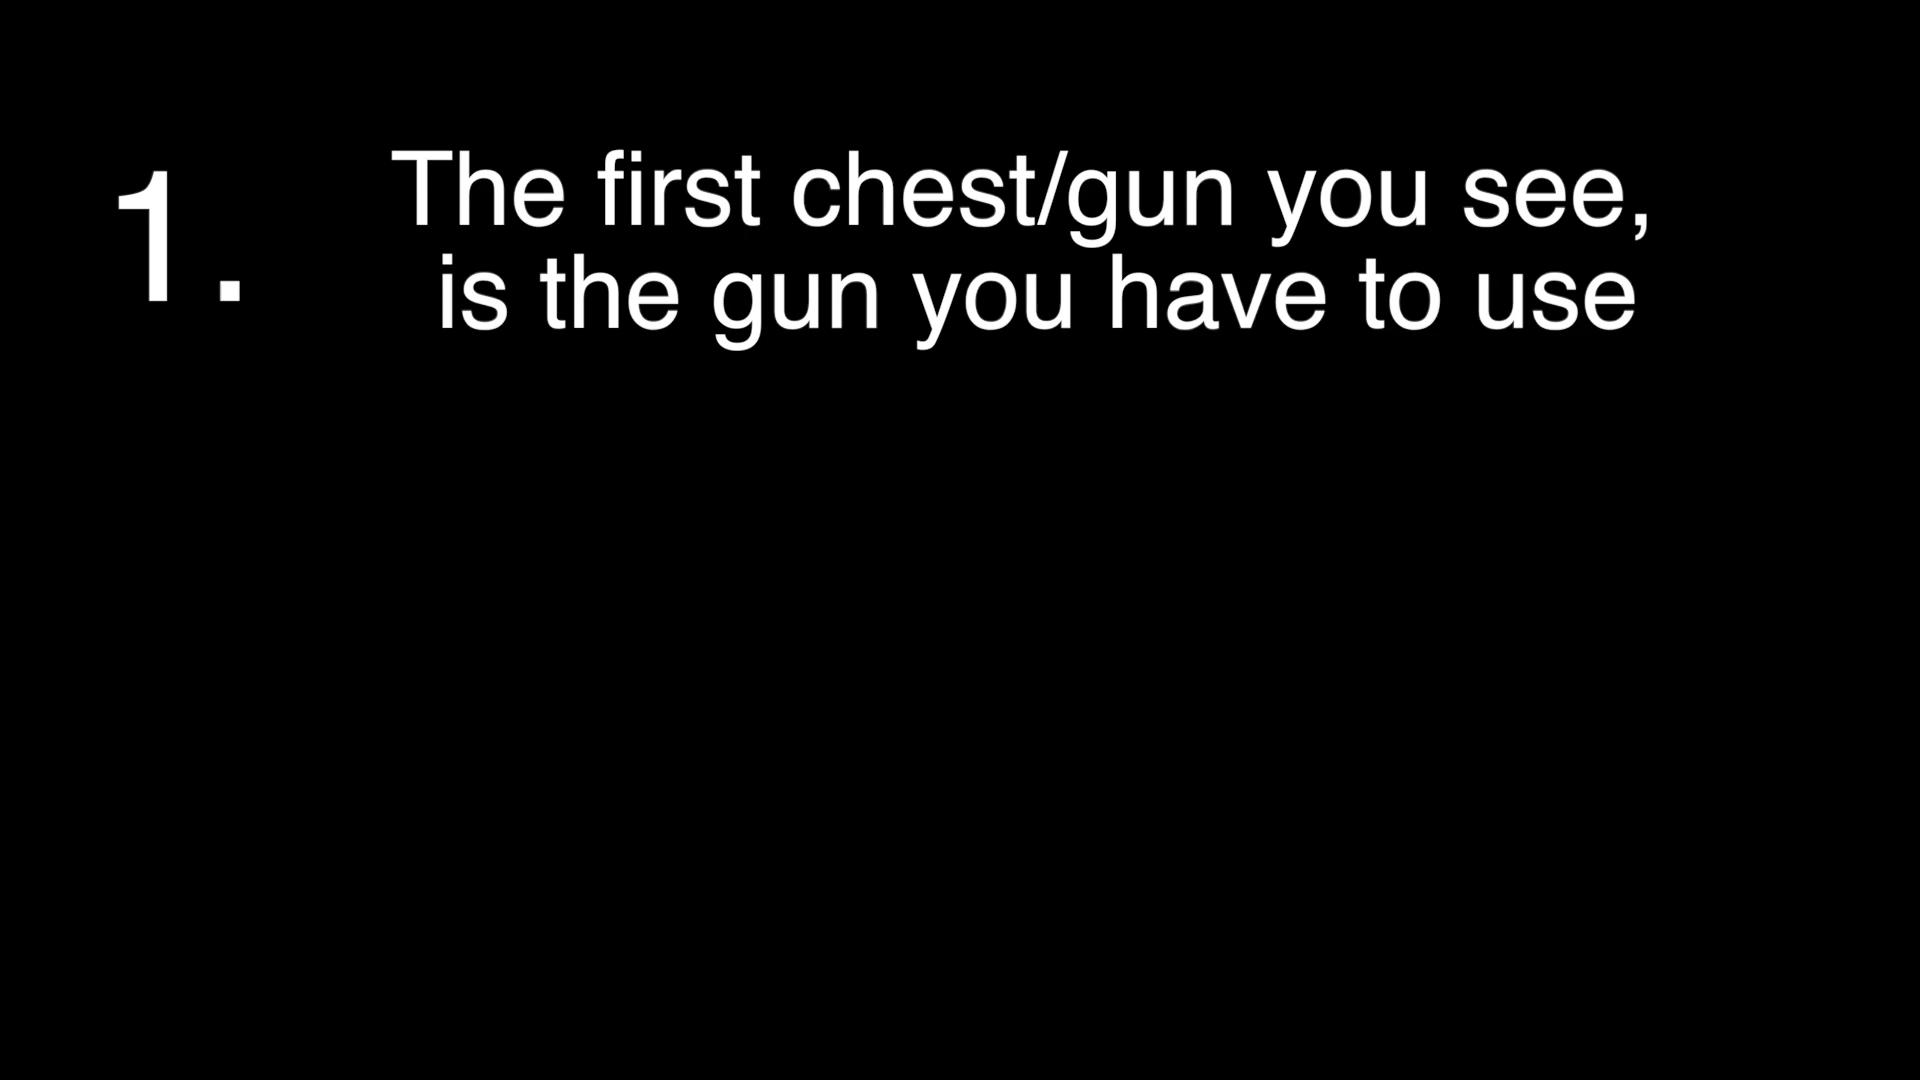 1. The first chest/gun you see,
is the gun you have to use